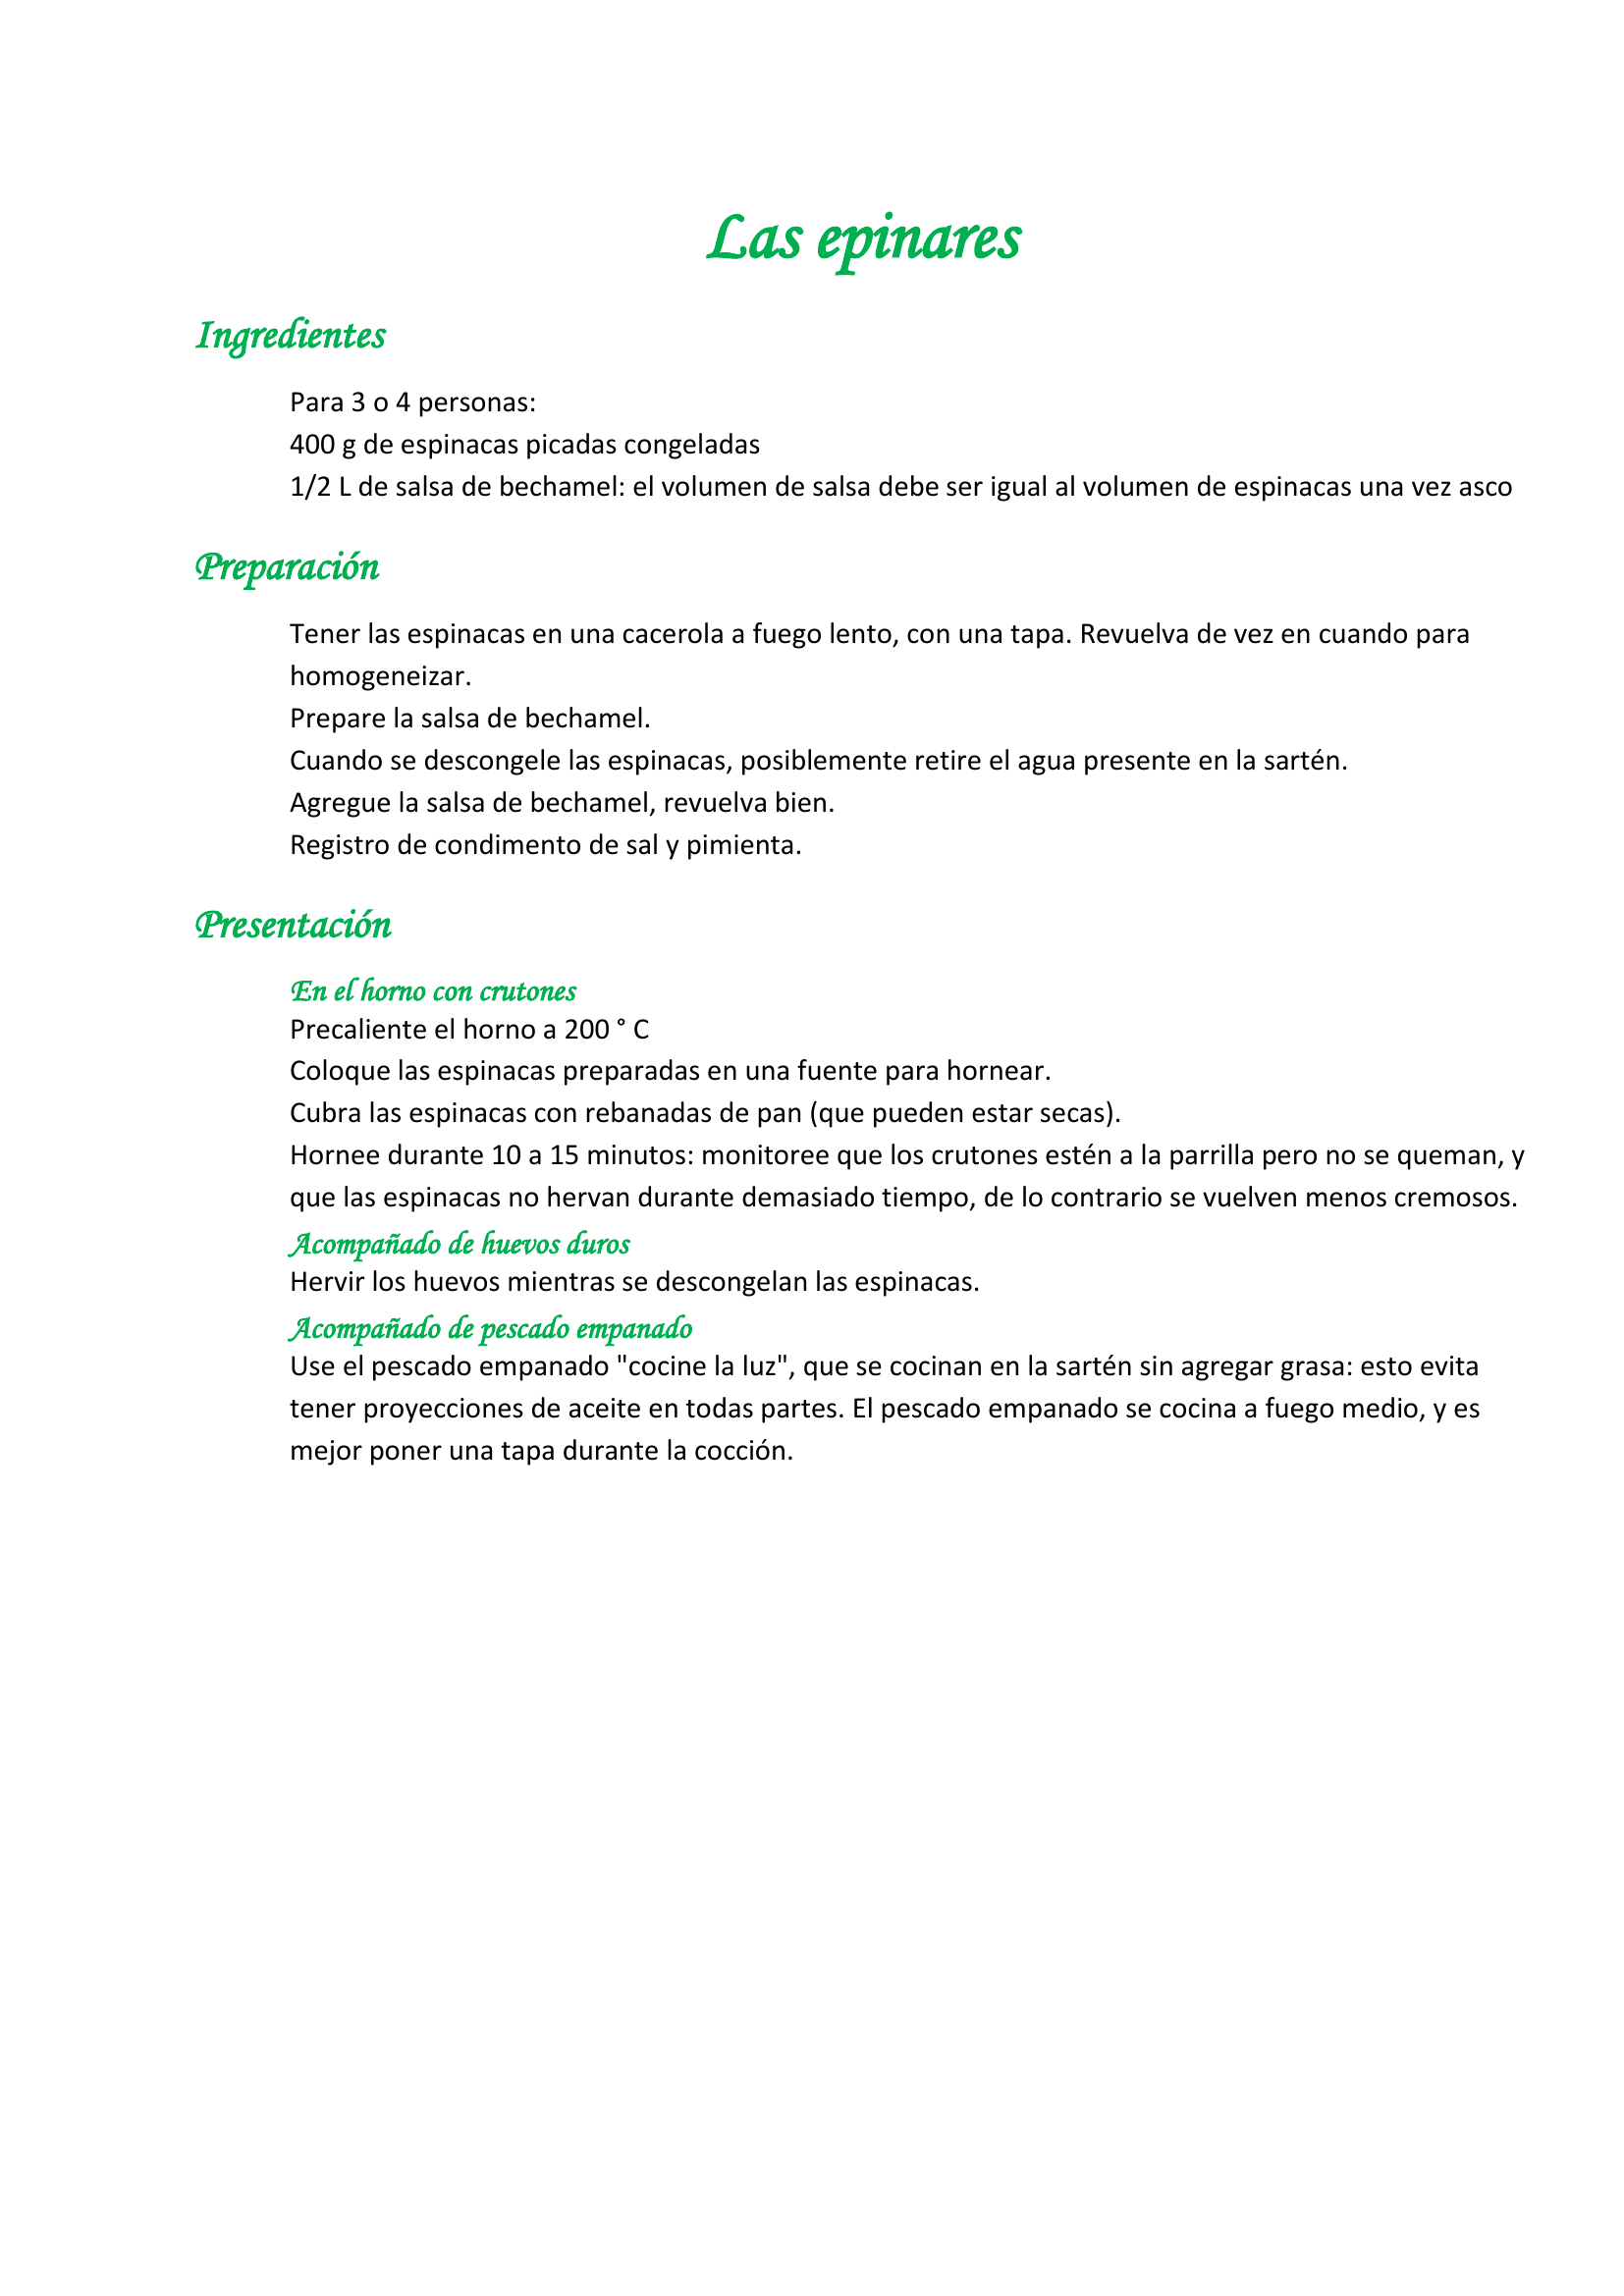 Las epinares
Ingredientes
Para 3 o 4 personas:
400 g de espinacas picadas congeladas
1/2 L de salsa de bechamel: el volumen de salsa debe ser igual al volumen de espinacas una vez asco
Preparación
Tener las espinacas en una cacerola a fuego lento, con una tapa. Revuelva de vez en cuando para
homogeneizar.
Prepare la salsa de bechamel.
Cuando se descongele las espinacas, posiblemente retire el agua presente en la sartén.
Agregue la salsa de bechamel, revuelva bien.
Registro de condimento de sal y pimienta.
Presentación
En el horno con crutones
Precaliente el horno a 200 ° C
Coloque las espinacas preparadas en una fuente para hornear.
Cubra las espinacas con rebanadas de pan (que pueden estar secas).
Hornee durante 10 a 15 minutos: monitoree que los crutones estén a la parrilla pero no se queman, y
que las espinacas no hervan durante demasiado tiempo, de lo contrario se vuelven menos cremosos.
Acompañado de huevos duros
Hervir los huevos mientras se descongelan las espinacas.
Acompañado de pescado empanado
Use el pescado empanado "cocine la luz", que se cocinan en la sartén sin agregar grasa: esto evita
tener proyecciones de aceite en todas partes. El pescado empanado se cocina a fuego medio, y es
mejor poner una tapa durante la cocción.